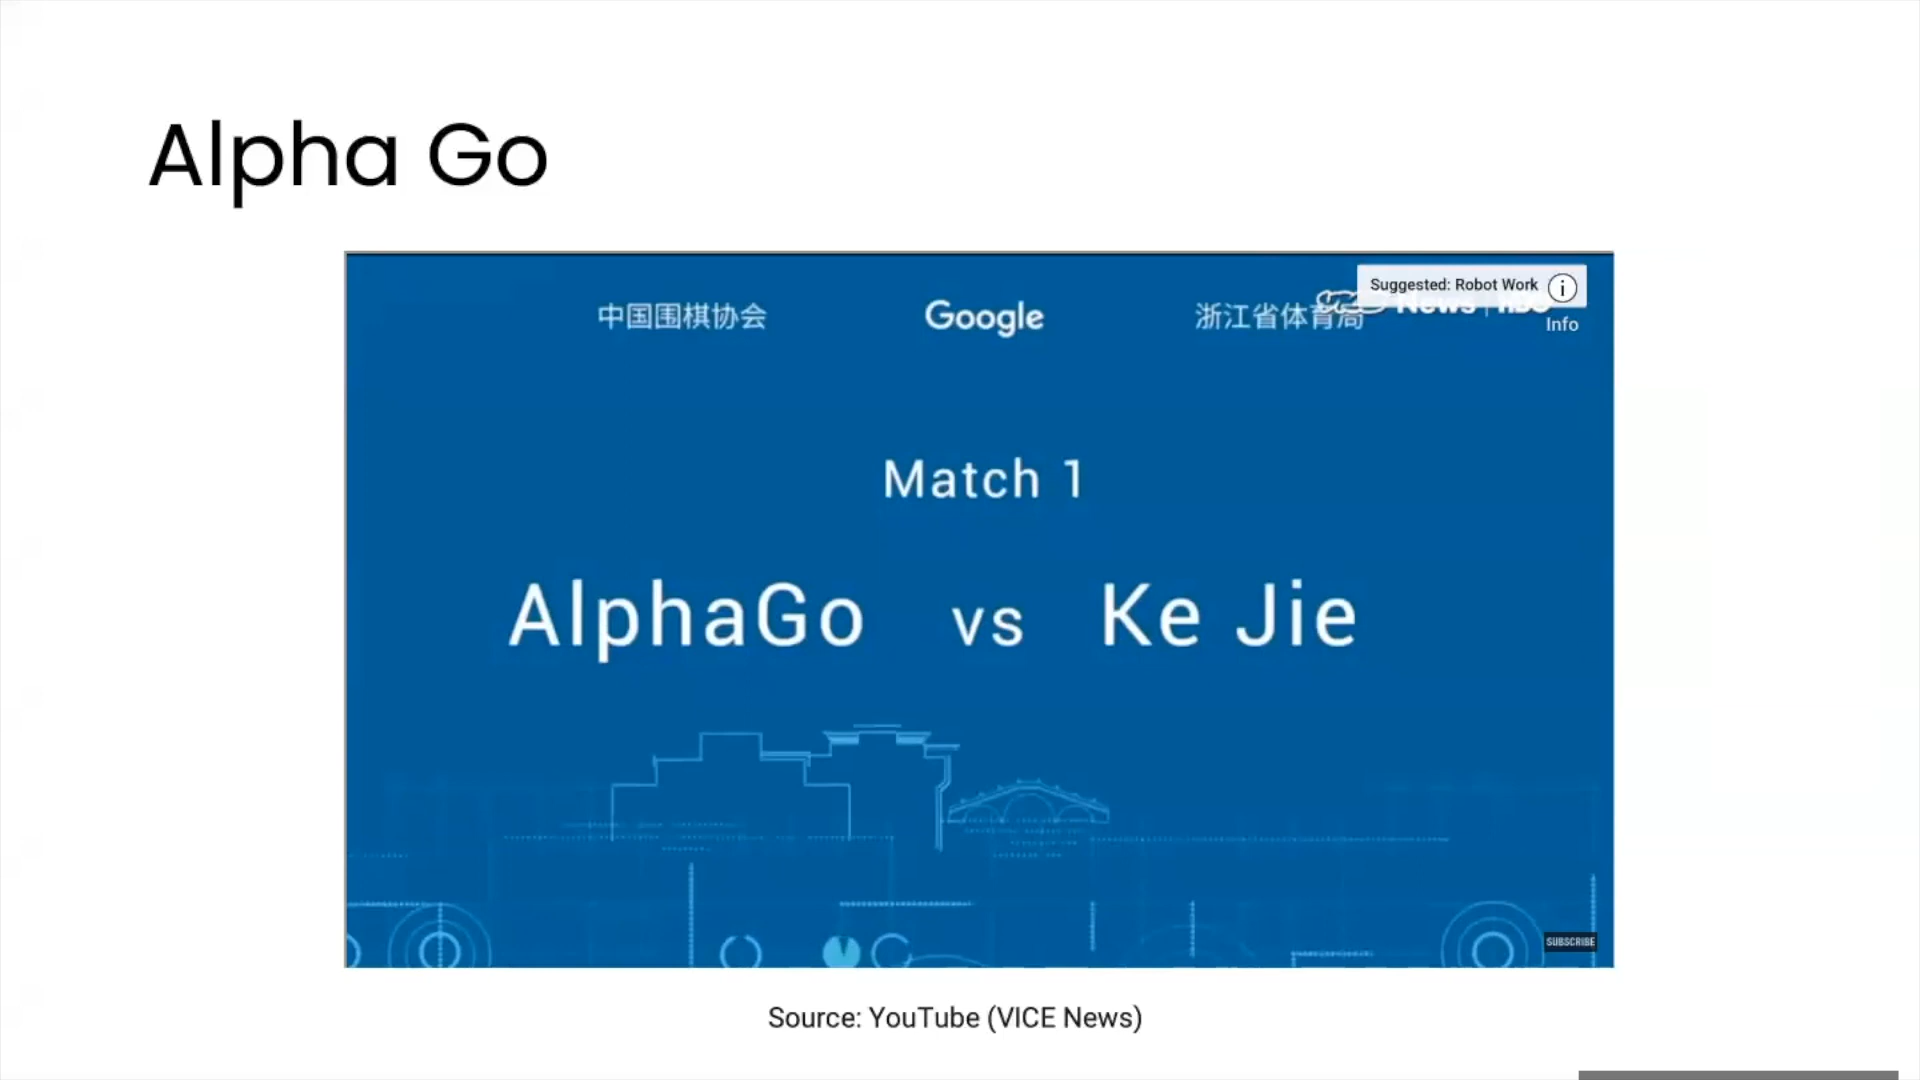 Alpha Go
中国围棋协会
Google
浙江省体育局
Suggested: Robot Work
News
Info
Match 1
AlphaGo vs Ke Jie
SUBSCRIBE
Source: YouTube (VICE News)